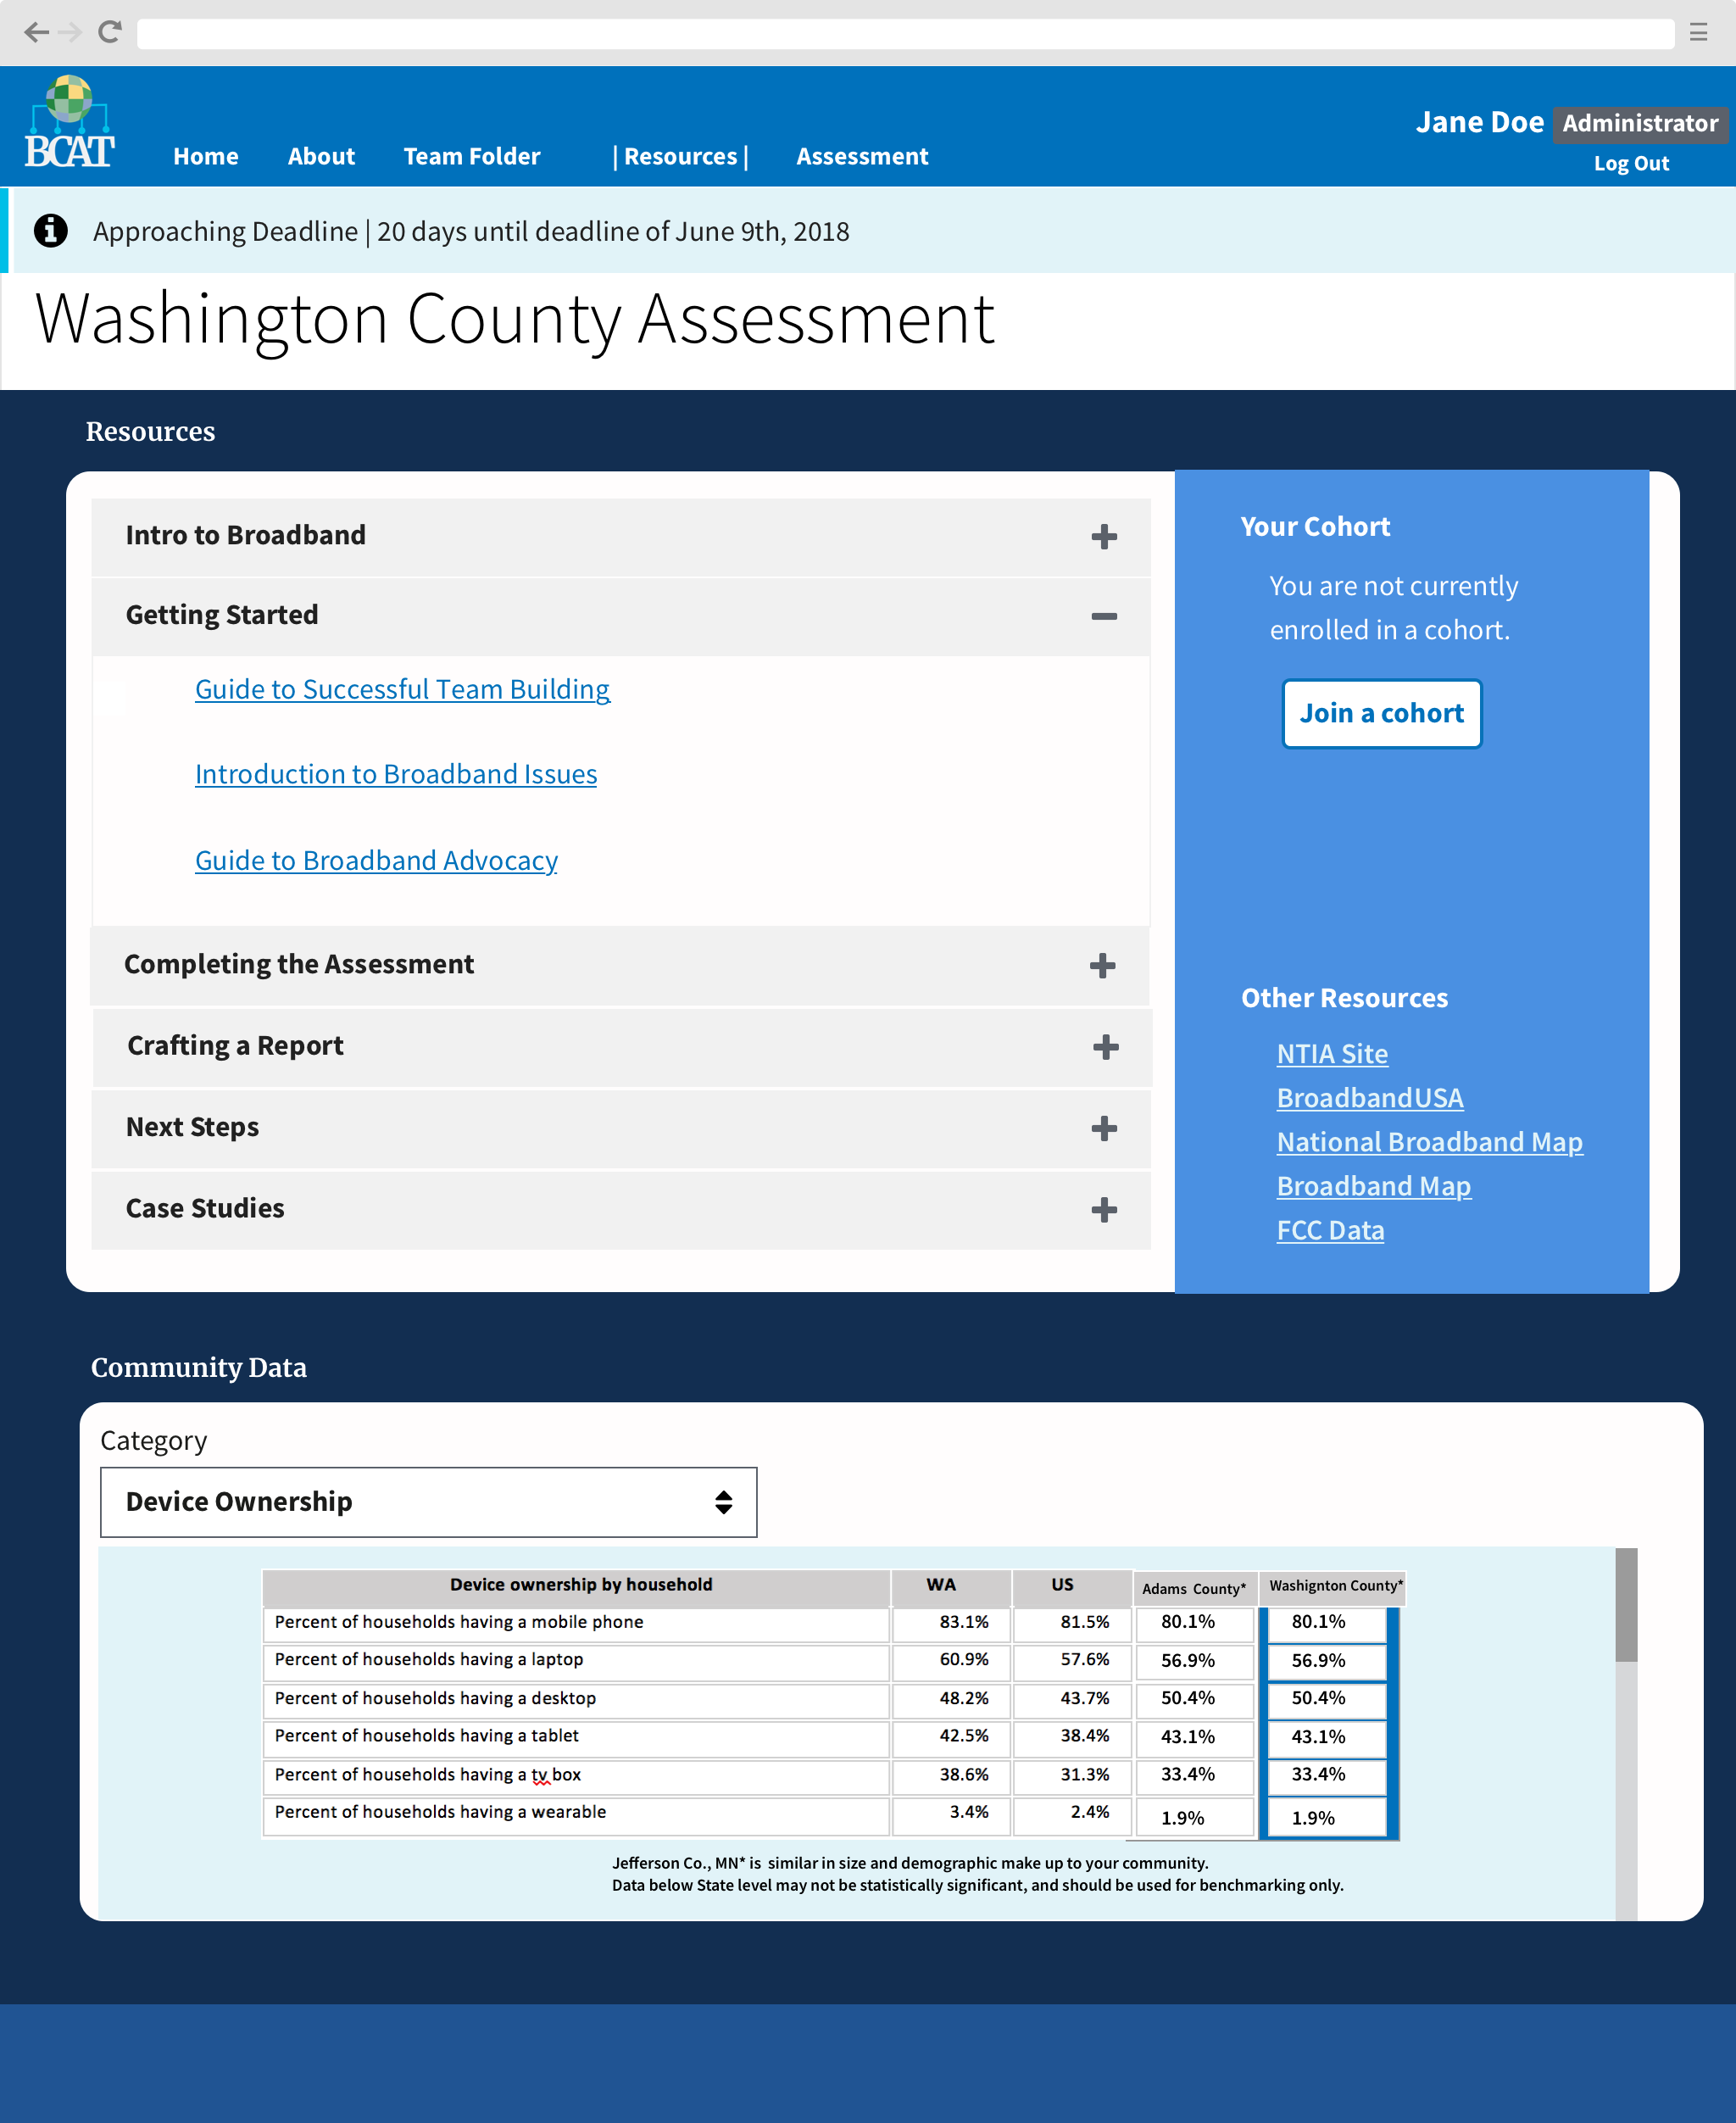 BCAT
Home About Team Folder | Resources | Assessment
Jane Doe Administrator
Log Out
Approaching Deadline | 20 days until deadline of June 9th, 2018
Washington County Assessment
Resources
Intro to Broadband
Getting Started
Guide to Successful Team Building
Introduction to Broadband Issues
Guide to Broadband Advocacy
Completing the Assessment
Crafting a Report
Next Steps
Case Studies
Your Cohort
You are not currently
enrolled in a cohort.
Join a cohort
Other Resources
NTIA Site
BroadbandUSA
National Broadband Map
Broadband Map
FCC Data
Community Data
Category
Device Ownership
Device ownership by household WA US Adams County* Washignton County*
Percent of households having a mobile phone 83.1% 81.5% 80.1% 80.1%
Percent of households having a laptop 60.9% 57.6% 56.9% 56.9%
Percent of households having a desktop 48.2% 43.7% 50.4% 50.4%
Percent of households having a tablet 42.5% 38.4% 43.1% 43.1%
Percent of households having a tv box 38.6% 31.3% 33.4% 33.4%
Percent of households having a wearable 3.4% 2.4% 1.9% 1.9%
Jefferson Co., MN* is similar in size and demographic make up to your community.
Data below State level may not be statistically significant, and should be used for benchmarking only.